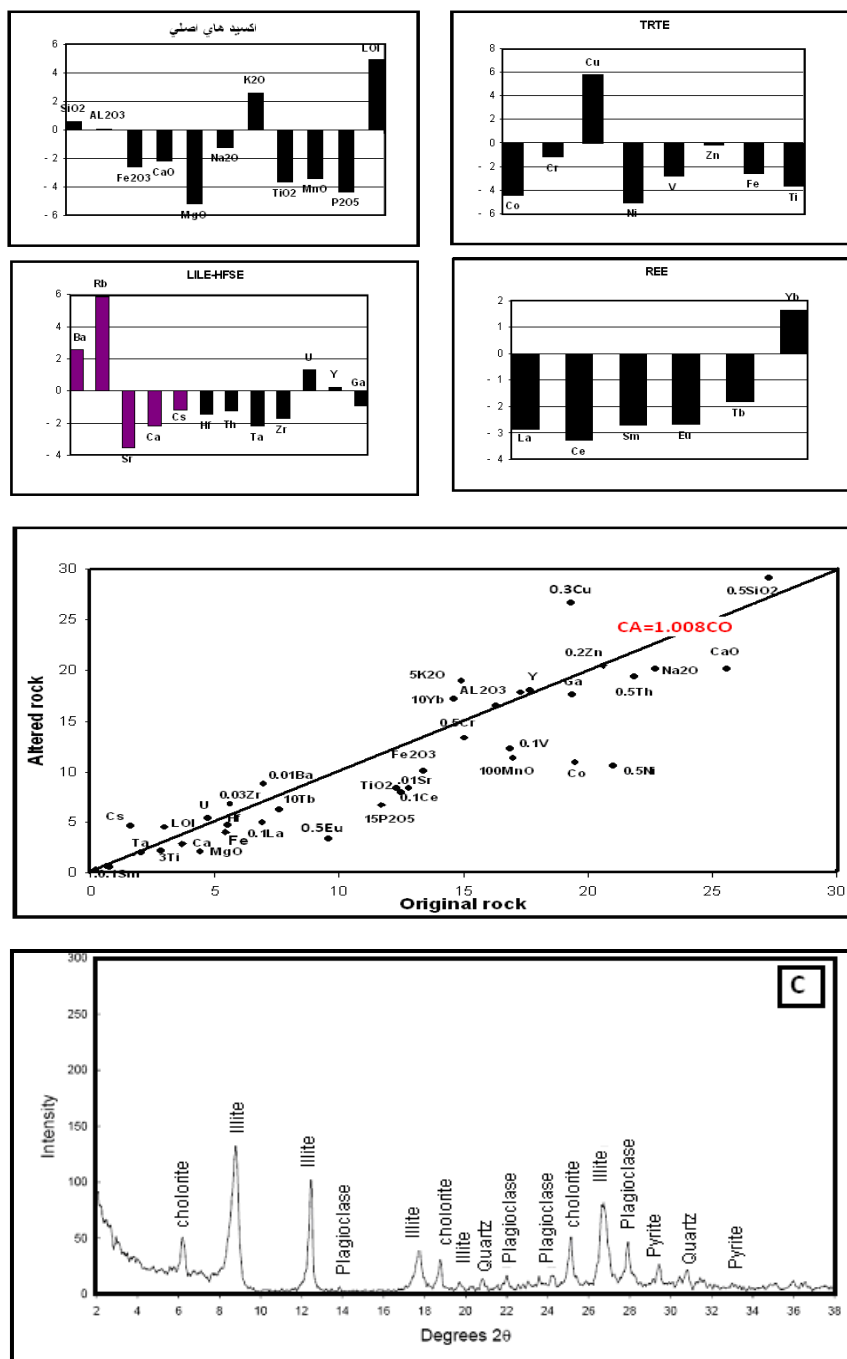 اكسيد هاي اصلي
6
4
2
0
- 2
- 4
- 6
SiO2
AL2O3
Fe2O3
CaO
MgO
Na2O
K2O
TiO2
MnO
P2O5
LOI
TRTE
8
6
4
2
0
- 2
- 4
- 6
Co
Cr
Cu
Ni
V
Zn
Fe
Ti
LILE-HFSE
6
4
2
0
- 2
- 4
Ba
Rb
Sr
Ca
Cs
Hf
Th
Ta
Zr
U
Y
Ga
REE
2
1
0
- 1
- 2
- 3
- 4
La
Ce
Sm
Eu
Tb
Yb
Altered rock
30
25
20
15
10
5
0
0.5SiO2
0.3Cu
CA=1.008CO
0.2Zn
CaO
Na2O
5K2O
AL2O3
Y
Ga
0.5Th
10Yb
0.5Cr
0.1V
Fe2O3
100MnO
Co
0.5Ni
0.01Ba
TiO2
.01Sr
0.03Zr
10Tb
0.1Ce
U
15P2O5
Cs
LOI
Hf
0.1La
0.5Eu
Ta
Ca
Fe
3Ti
MgO
0.1Sm
0 5 10 15 20 25 30
Original rock
C
Intensity
300
250
200
150
100
50
0
cholorite
Illite
Illite
Plagioclase
Illite
cholorite
Illite
Quartz
Plagioclase
Plagioclase
cholorite
Illite
Plagioclase
Pyrite
Quartz
Pyrite
2 4 6 8 10 12 14 16 18 20 22 24 26 28 30 32 34 36 38
Degrees 2θ